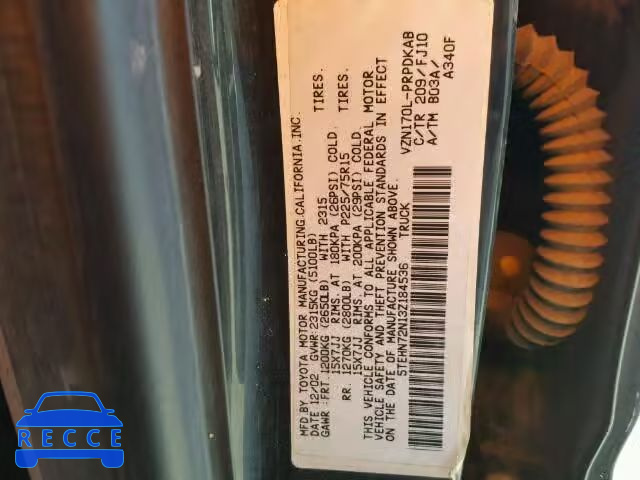 MFD BY TOYOTA MOTOR MANUFACTURING.CALIFORNIA.INC.
DATE 12/02 GVWR:2315KG (5100LB)
GAWR :FRT.1200KG (2650LB) WITH 2315 TIRES.
15X7JJ RIMS. AT 180KPA (26PSI) COLD.
RR. 1270KG (2800LB) WITH P225/75R15 TIRES.
15X7JJ RIMS. AT 200KPA (29PSI) COLD.
THIS VEHICLE CONFORMS TO ALL APPLICABLE FEDERAL MOTOR
VEHICLE SAFETY AND THEFT PREVENTION STANDARDS IN EFFECT
ON THE DATE OF MANUFACTURE SHOWN ABOVE.
5TEHN72N13Z184536 TRUCK
VZN170L-PRPDKAB
C/TR 209/FJ10
A/TM B03A/
A340F
RECCE